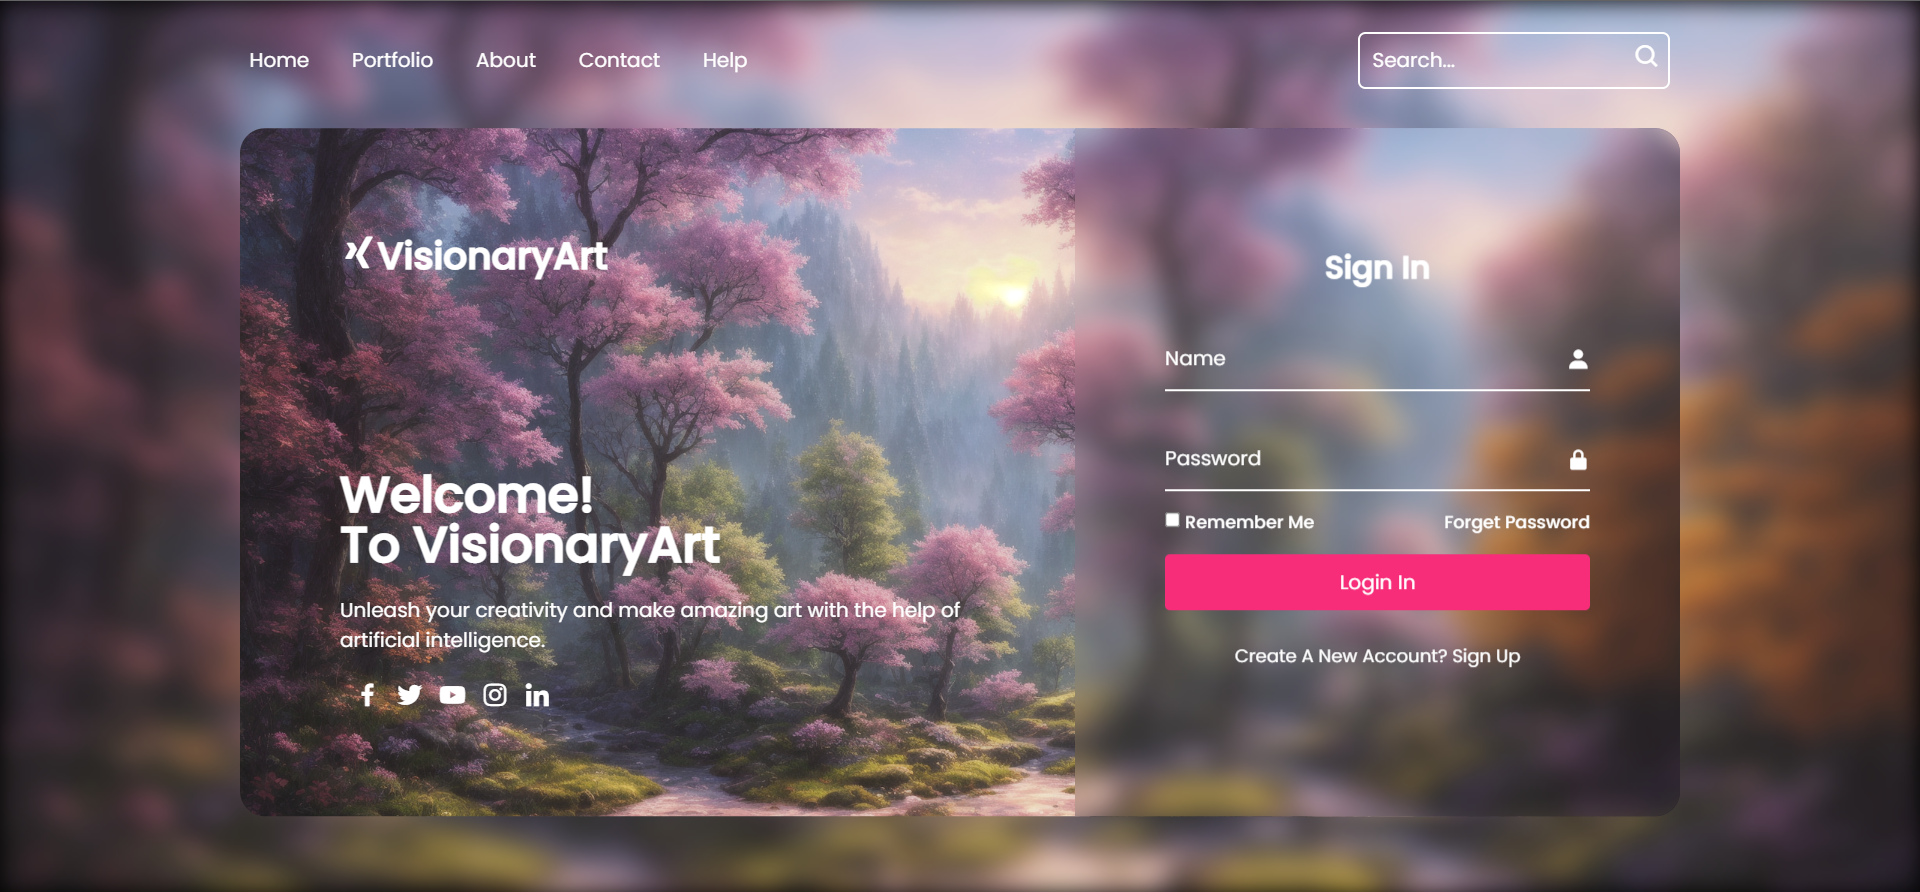 Home Portfolio About Contact Help Search...
VisionaryArt
Welcome!
To VisionaryArt
Unleash your creativity and make amazing art with the help of
artificial intelligence.
Sign In
Name
Password
Remember Me Forget Password
Login In
Create A New Account? Sign Up